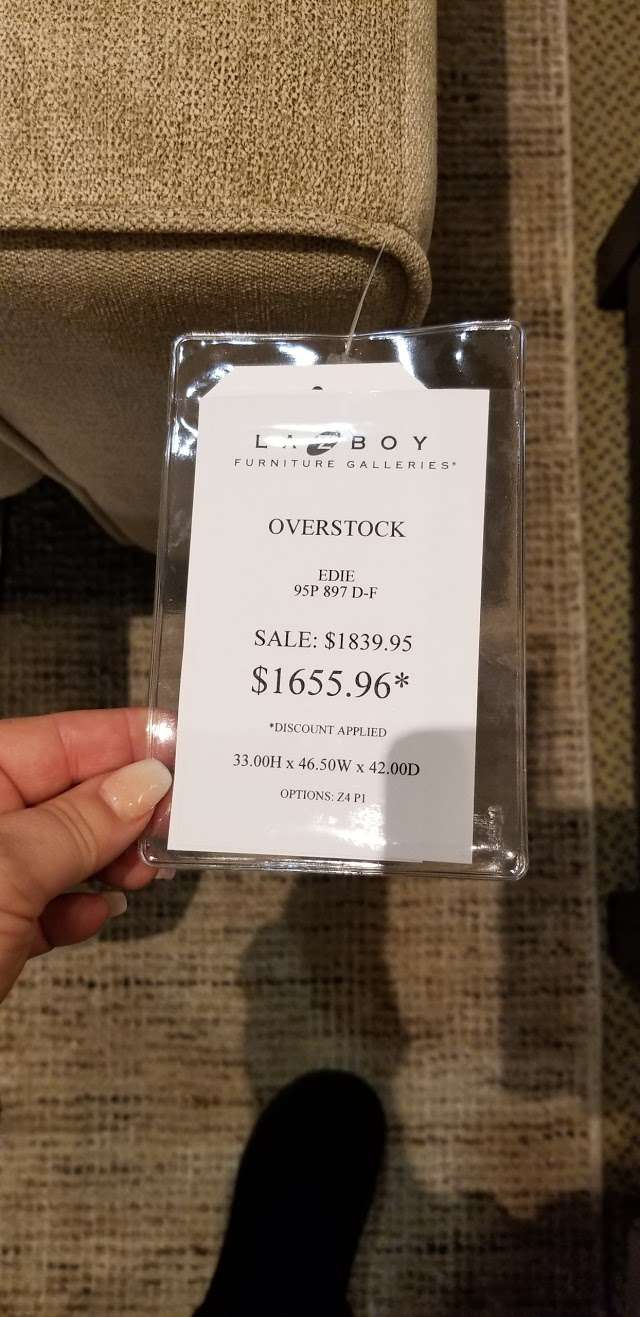 LAZBOY
FURNITURE GALLERIES®
OVERSTOCK
EDIE
95P 897 D-F
SALE: $1839.95
$1655.96*
*DISCOUNT APPLIED
33.00H x 46.50W x 42.00D
OPTIONS: Z4 P1